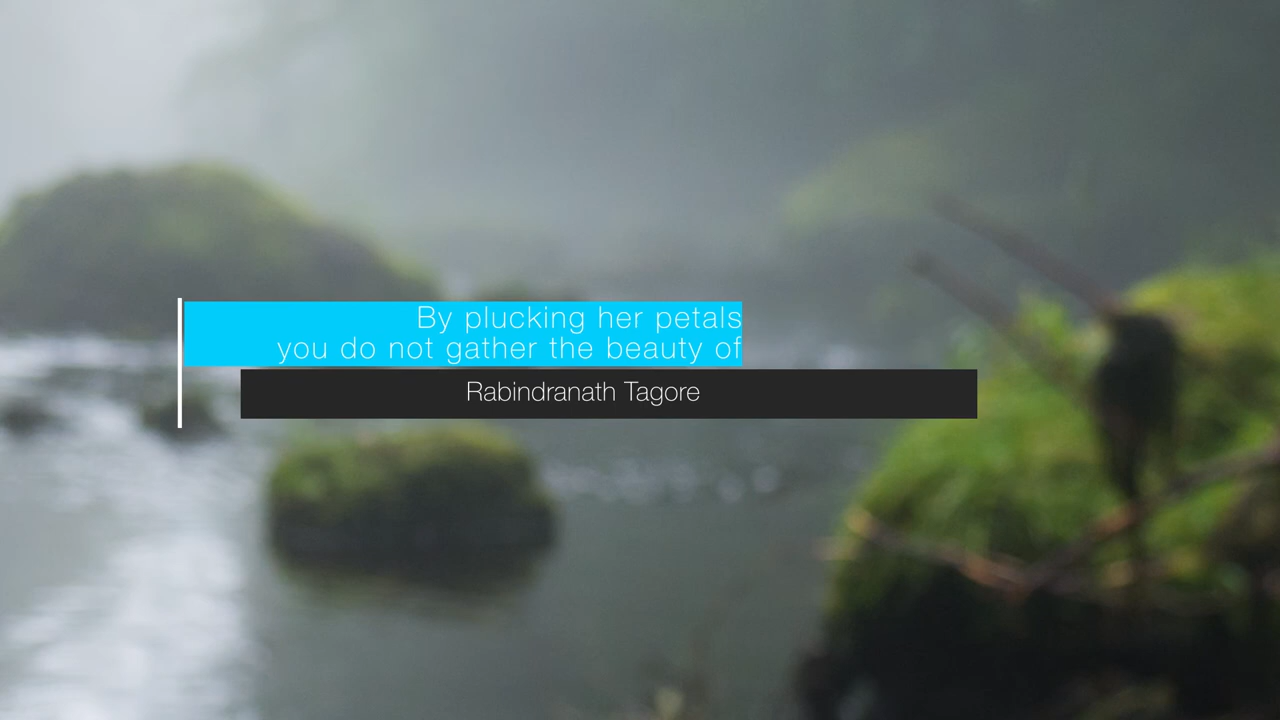 By plucking her petals
you do not gather the beauty of
Rabindranath Tagore